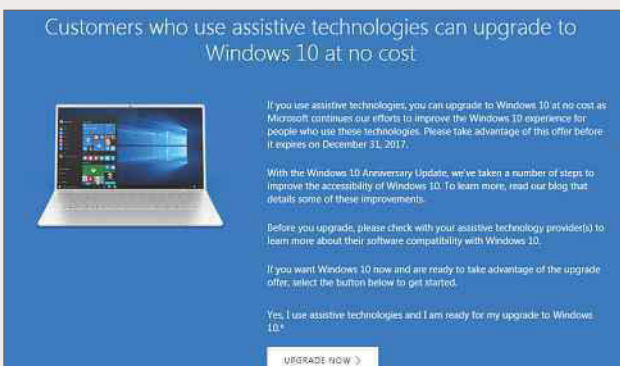 Customers who use assistive technologies can upgrade to
Windows 10 at no cost
If you use assistive technologies, you can upgrade to Windows 10 at no cost as
Microsoft continues our efforts to improve the Windows 10 experience for
people who use these technologies. Please take advantage of this offer before
it expires on December 31, 2017.
With the Windows 10 Anniversary Update, we've taken a number of steps to
improve the accessibility of Windows 10. To learn more, read our blog that
details some of these improvements.
Before you upgrade, please check with your assistive technology provider(s) to
learn more about their software compatibility with Windows 10.
If you want Windows 10 now and are ready to take advantage of the upgrade
offer, select the button below to get started.
Yes, I use assistive technologies and I am ready for my upgrade to Windows
10.*
UPGRADE NOW >